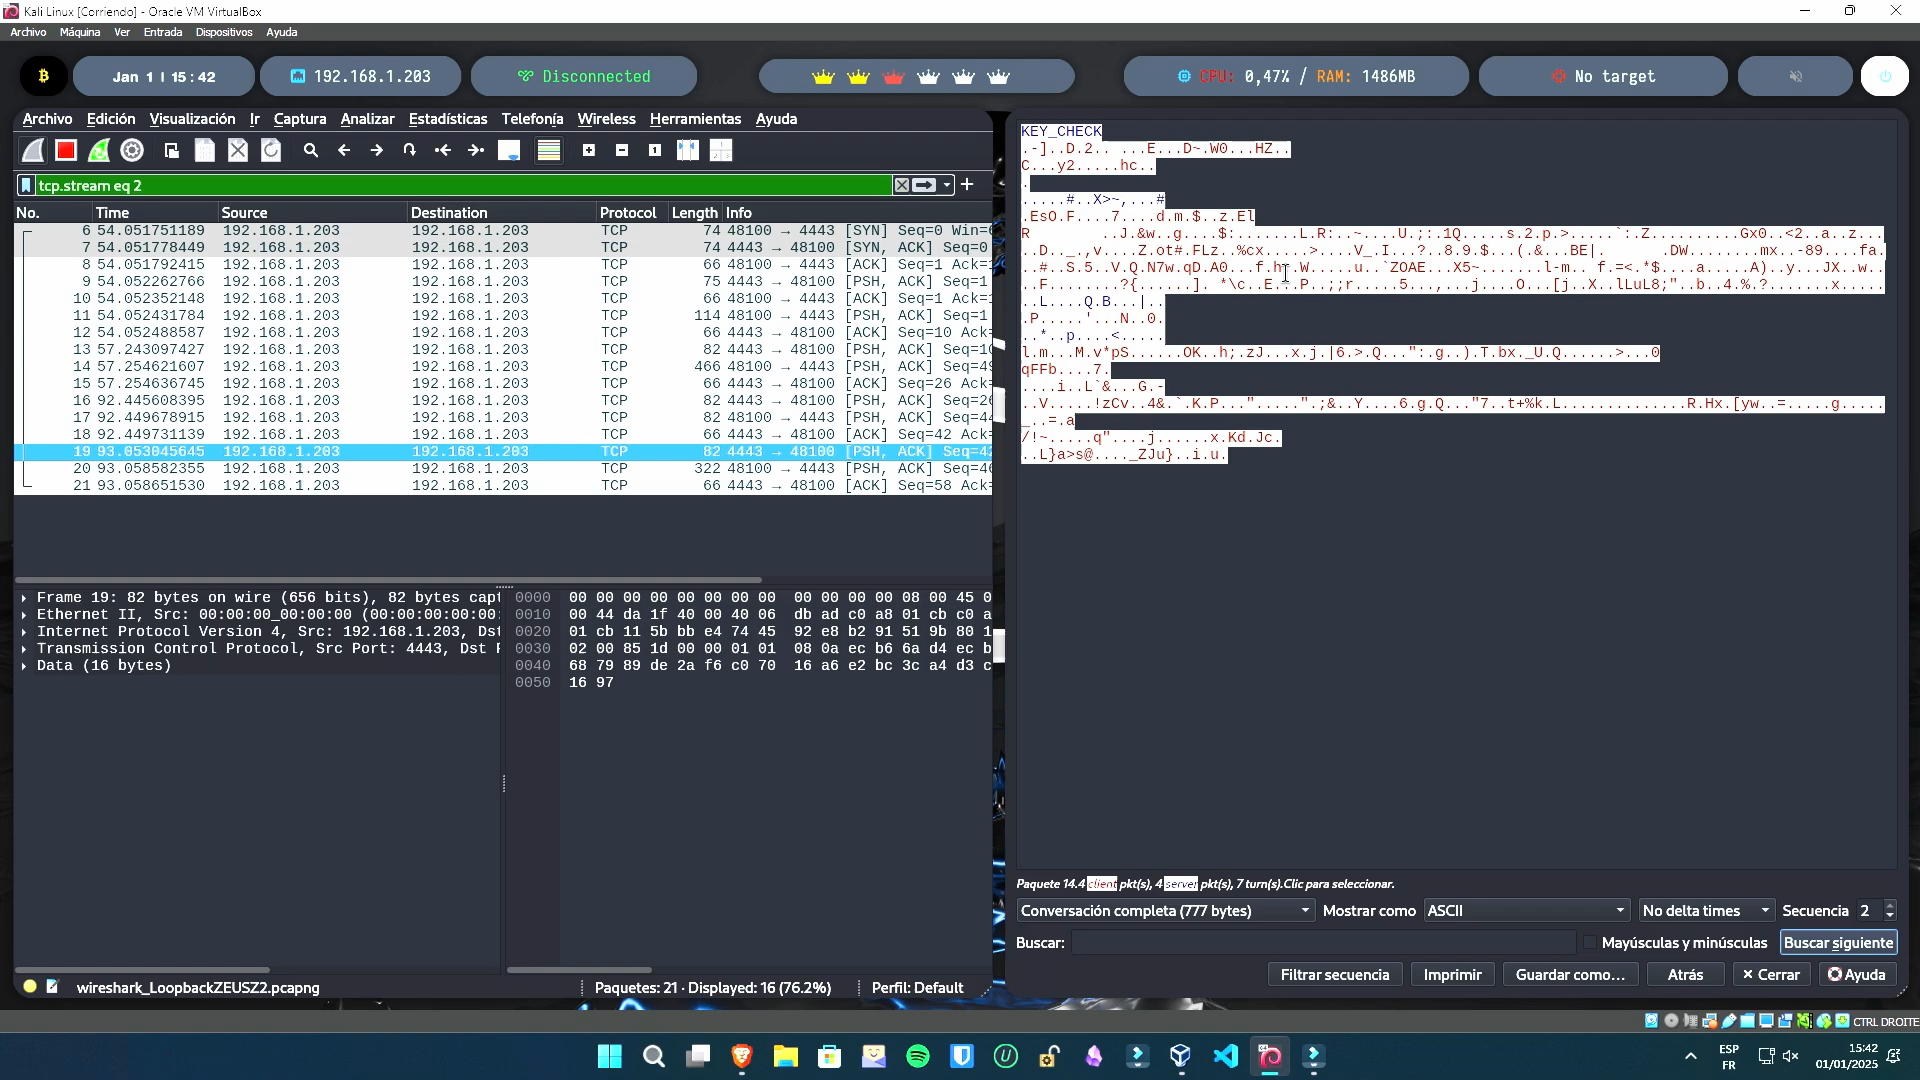 Kali Linux [Corriendo] - Oracle VM VirtualBox
Archivo Máquina Ver Entrada Dispositivos Ayuda
Jan 1 | 15:42
192.168.1.203
Disconnected
CPU: 0,47% / RAM: 1486MB
No target
Archivo Edición Visualización Ir Captura Analizar Estadísticas Telefonía Wireless Herramientas Ayuda
tcp.stream eq 2
No. Time Source Destination Protocol Length Info
6 54.051751189 192.168.1.203 192.168.1.203 TCP 74 48100 → 4443 [SYN] Seq=0 Win=6
7 54.051778449 192.168.1.203 192.168.1.203 TCP 74 4443 → 48100 [SYN, ACK] Seq=0
8 54.051792415 192.168.1.203 192.168.1.203 TCP 66 48100 → 4443 [ACK] Seq=1 Ack=1
9 54.052262766 192.168.1.203 192.168.1.203 TCP 75 4443 → 48100 [PSH, ACK] Seq=1
10 54.052352148 192.168.1.203 192.168.1.203 TCP 66 48100 → 4443 [ACK] Seq=1 Ack=1
11 54.052431784 192.168.1.203 192.168.1.203 TCP 114 48100 → 4443 [PSH, ACK] Seq=1
12 54.052488587 192.168.1.203 192.168.1.203 TCP 66 4443 → 48100 [ACK] Seq=10 Ack=
13 57.243097427 192.168.1.203 192.168.1.203 TCP 82 4443 → 48100 [PSH, ACK] Seq=10
14 57.254621607 192.168.1.203 192.168.1.203 TCP 466 48100 → 4443 [PSH, ACK] Seq=49
15 57.254636745 192.168.1.203 192.168.1.203 TCP 66 4443 → 48100 [ACK] Seq=26 Ack=
16 92.445608395 192.168.1.203 192.168.1.203 TCP 82 4443 → 48100 [PSH, ACK] Seq=26
17 92.449678915 192.168.1.203 192.168.1.203 TCP 82 48100 → 4443 [PSH, ACK] Seq=44
18 92.449731139 192.168.1.203 192.168.1.203 TCP 66 4443 → 48100 [ACK] Seq=42 Ack=
19 93.053045645 192.168.1.203 192.168.1.203 TCP 82 4443 → 48100 [PSH, ACK] Seq=42
20 93.058582355 192.168.1.203 192.168.1.203 TCP 322 48100 → 4443 [PSH, ACK] Seq=46
21 93.058651530 192.168.1.203 192.168.1.203 TCP 66 4443 → 48100 [ACK] Seq=58 Ack=
Frame 19: 82 bytes on wire (656 bits), 82 bytes capt
Ethernet II, Src: 00:00:00_00:00:00 (00:00:00:00:00:
Internet Protocol Version 4, Src: 192.168.1.203, Dst
Transmission Control Protocol, Src Port: 4443, Dst P
Data (16 bytes)
0000 00 00 00 00 00 00 00 00 00 00 00 00 08 00 45 0
0010 00 44 da 1f 40 00 40 06 db ad c0 a8 01 cb c0 a
0020 01 cb 11 5b bb e4 74 45 92 e8 b2 91 51 9b 80 1
0030 02 00 85 1d 00 00 01 01 08 0a ec b6 6a d4 ec b
0040 68 79 89 de 2a f6 c0 70 16 a6 e2 bc 3c a4 d3 c
0050 16 97
wireshark_LoopbackZEUSZ2.pcapng
Paquetes: 21 · Displayed: 16 (76.2%)
Perfil: Default
KEY_CHECK
.-]..D.2.. ...E...D~.W0...HZ..
C...y2.....hc..
.
.....#..X>~,...#
.EsO.F....7....d.m.$..z.El
..L....Q.B...|..
.P.....'...N..0.
..*..p....<.....
l.m...M.v*pS......OK..h;.zJ...x.j.|6.>.Q...":.g..).T.bx._U.Q......>...0
qFFb....7.
....i..L`&...G.-
_..=.a
/!~.....q"....j......x.Kd.Jc.
..L}a>s@...._ZJu}..i.u.
Paquete 14.4 client pkt(s), 4 server pkt(s), 7 turn(s).Clic para seleccionar.
Conversación completa (777 bytes) Mostrar como ASCII No delta times Secuencia 2
Buscar: Mayúsculas y minúsculas Buscar siguiente
Filtrar secuencia Imprimir Guardar como… Atrás Cerrar Ayuda
CTRL DROITE
ESP
FR
15:42
01/01/2025